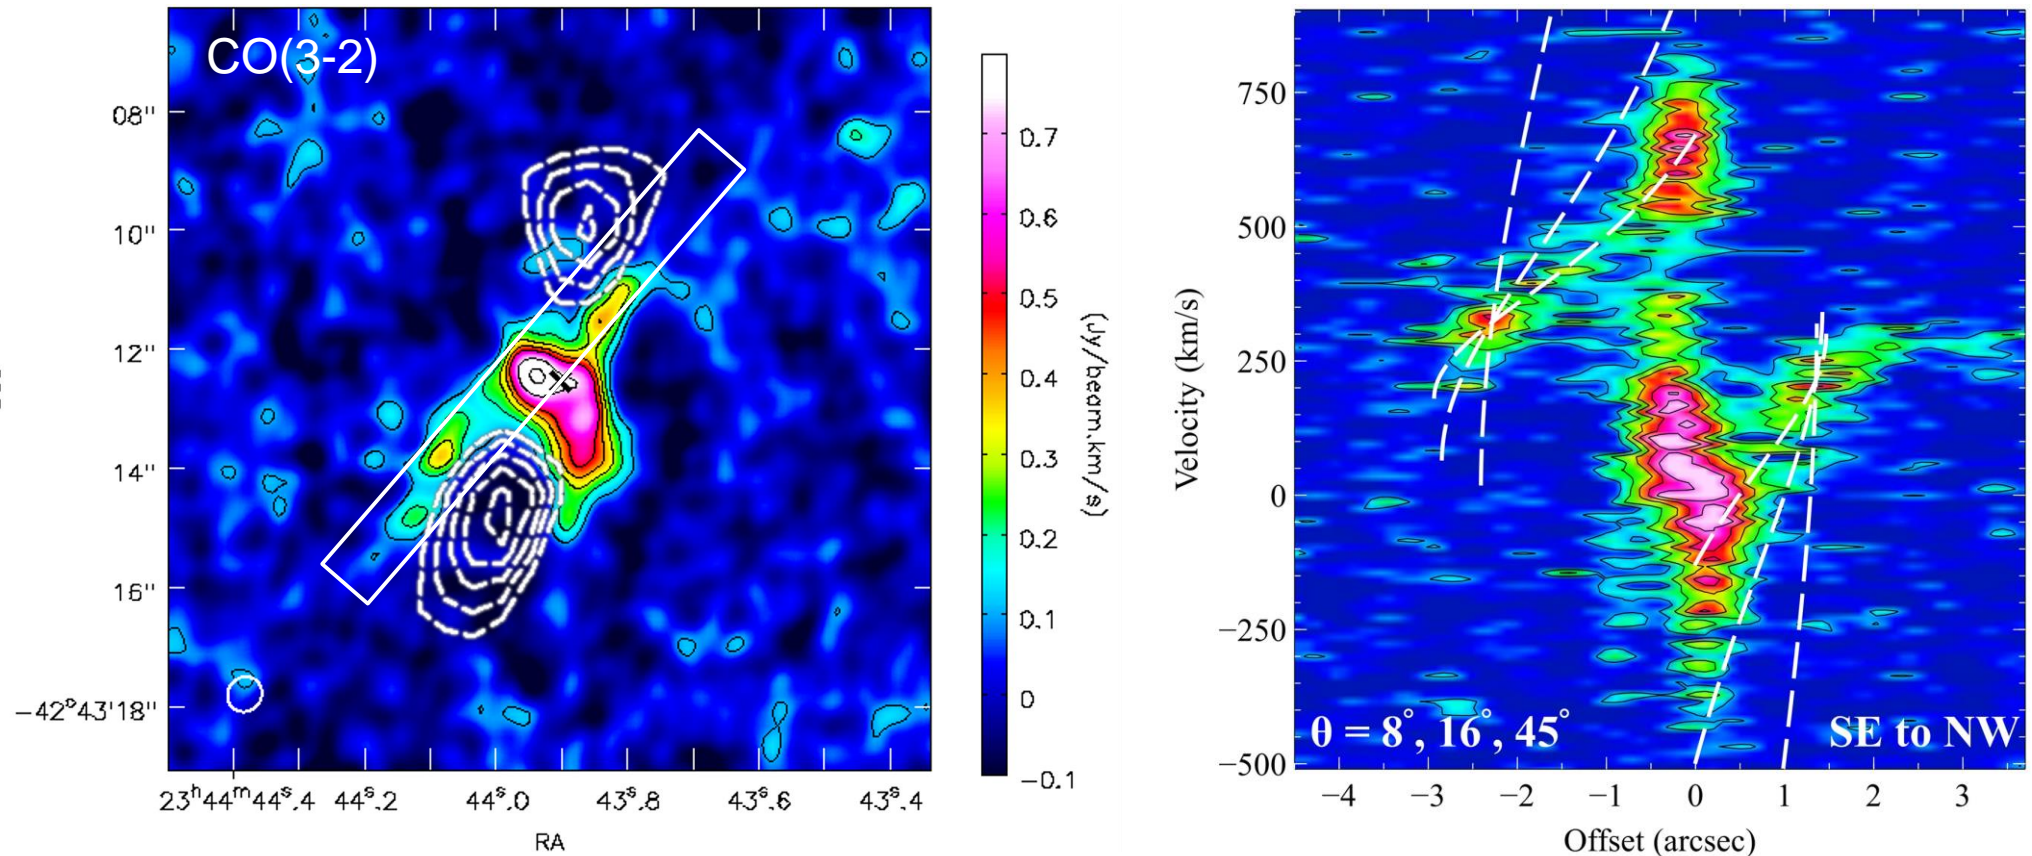 CO(3-2)
08"
10"
12"
14"
16"
−42°43'18"
23ʰ44ᵐ44ˢ.4 44ˢ.2 44ˢ.0 43ˢ.8 43ˢ.6 43ˢ.4
RA
0.7
0.6
0.5
0.4
0.3
0.2
0.1
0
−0.1
(Jy/beam.km/s)
750
500
250
0
−250
−500
Velocity (km/s)
θ = 8°, 16°, 45°
SE to NW
−4 −3 −2 −1 0 1 2 3
Offset (arcsec)